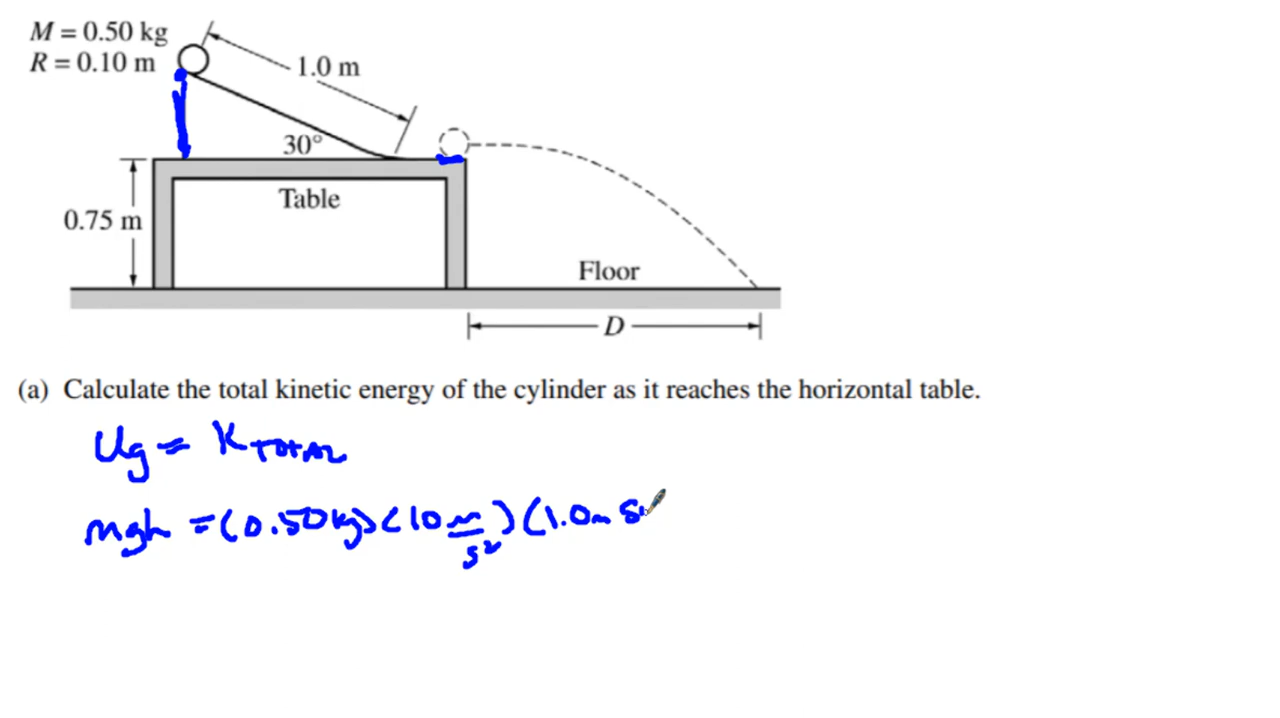 M = 0.50 kg
R = 0.10 m
1.0 m
30°
Table
0.75 m
Floor
D
(a) Calculate the total kinetic energy of the cylinder as it reaches the horizontal table.
Ug = KTOTAL
mgh = (0.50kg)(10 m/s²)(1.0m si